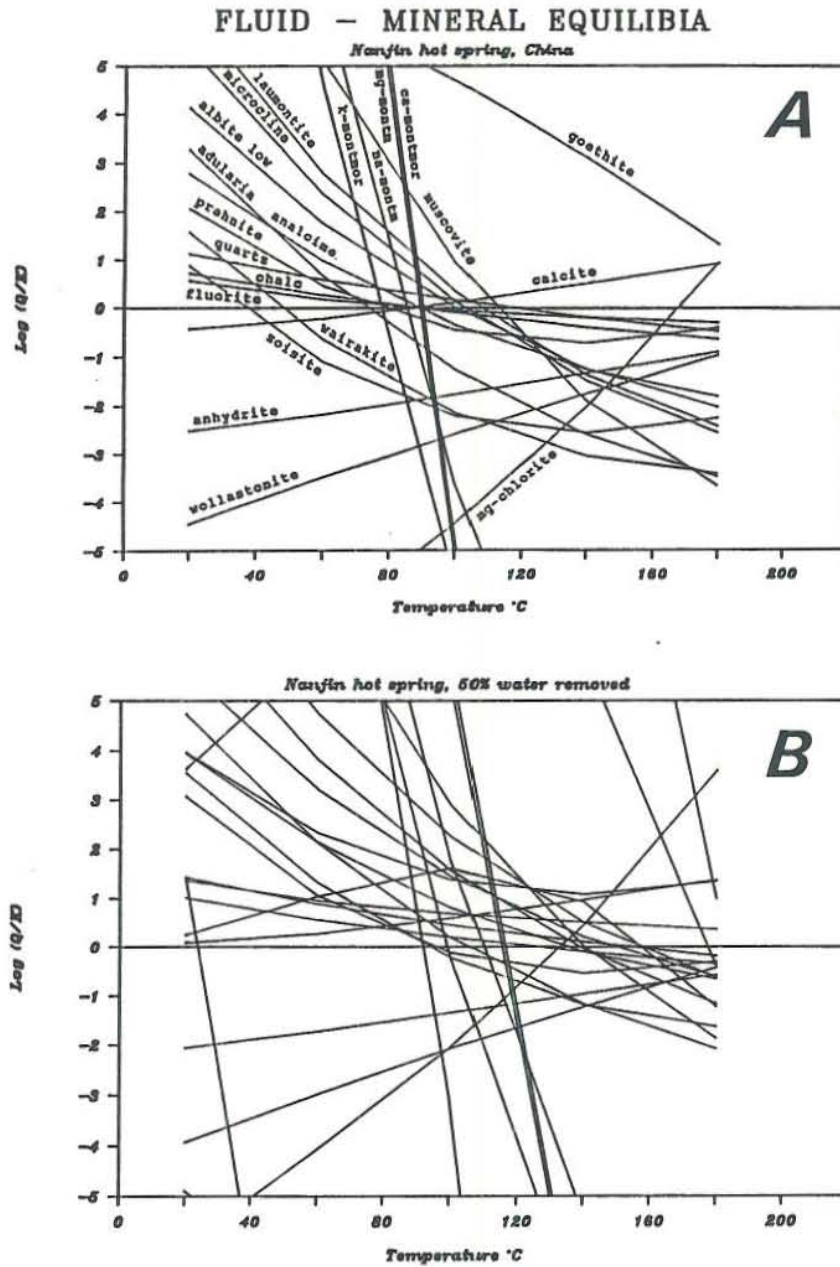 FLUID - MINERAL EQUILIBIA
Nanjin hot spring, China
A
5
4
3
2
1
0
-1
-2
-3
-4
-5
Log (Q/K)
laumontite
microcline
albite low
adularia
analcime
prahnite
quartz
chalc
fluorite
zoisite
wairakite
anhydrite
wollastonite
k-montmor
na-montm
mg-montm
ca-montmor
muscovite
goethite
calcite
mg-chlorite
0
40
80
120
160
200
Temperature °C
Nanjin hot spring, 50% water removed
B
5
4
3
2
1
0
-1
-2
-3
-4
-5
Log (Q/K)
0
40
80
120
160
200
Temperature °C